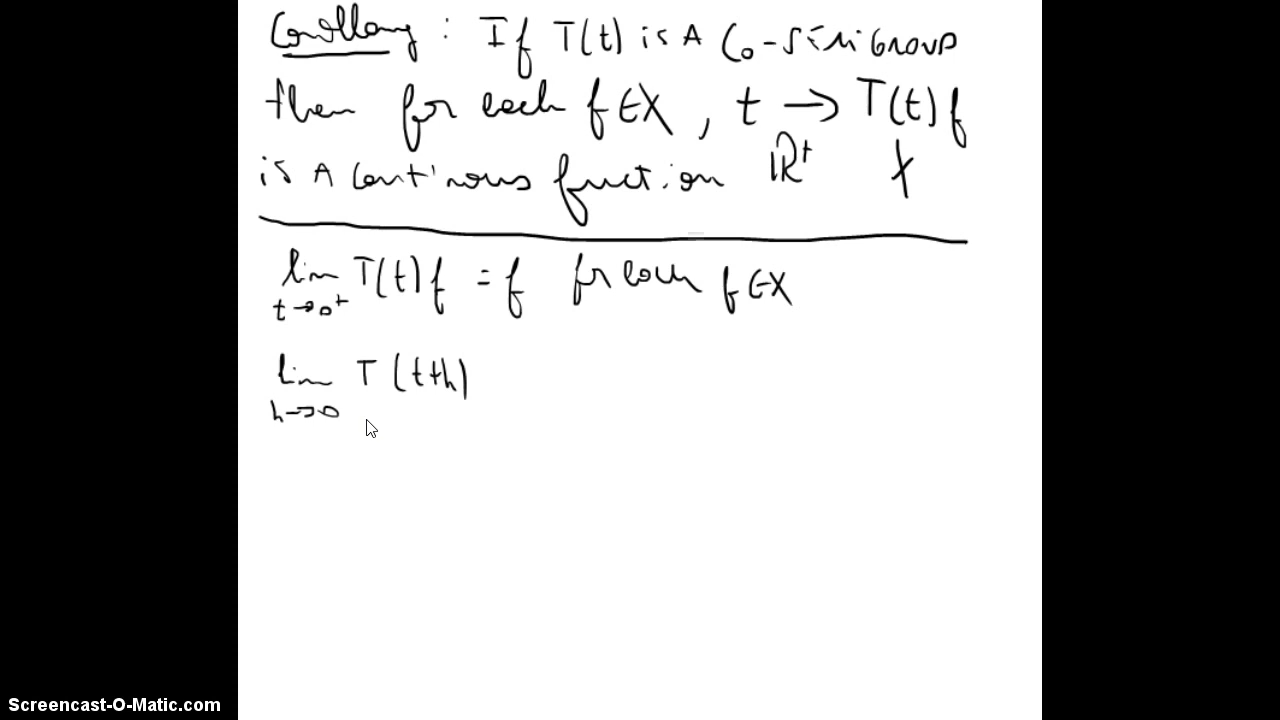 Corollary : If T(t) is A C₀-SEMIGROUP
then for each f ∈ X , t → T(t)f
is A continuous function ℝ⁺ X
lim T(t)f = f for each f ∈ X
t→0⁺
lim T(t+h)
h→0
Screencast-O-Matic.com